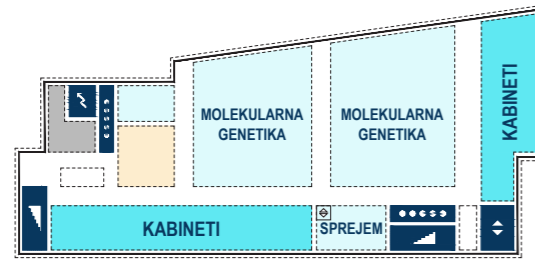 MOLEKULARNA
GENETIKA
MOLEKULARNA
GENETIKA
KABINETI
KABINETI
SPREJEM